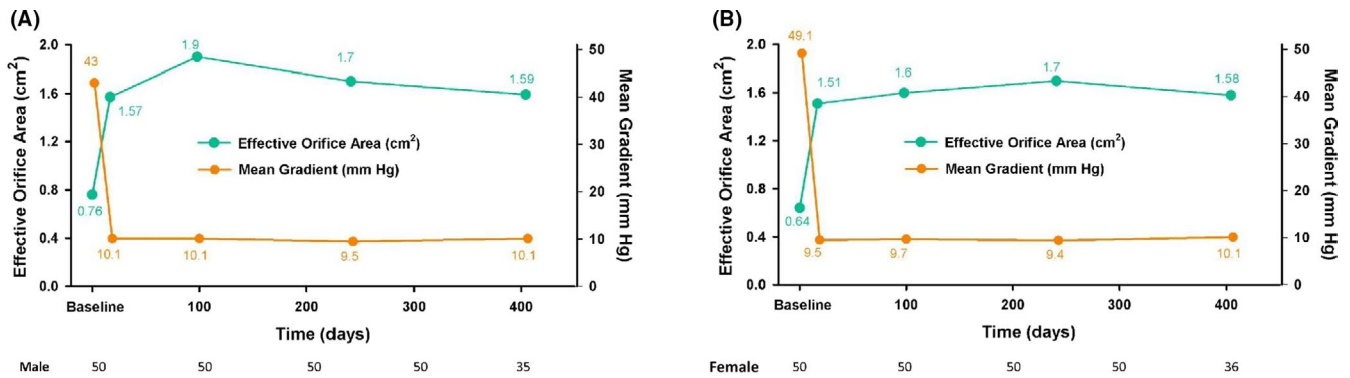 (A)
Effective Orifice Area (cm²)
2.0
1.6
1.2
0.8
0.4
0.0
43
1.9
1.7
1.59
1.57
0.76
Effective Orifice Area (cm²)
Mean Gradient (mm Hg)
10.1
10.1
9.5
10.1
50
40
30
20
10
0
Mean Gradient (mm Hg)
Baseline 100 200 300 400
Time (days)
Male 50 50 50 50 35
(B)
Effective Orifice Area (cm²)
2.0
1.6
1.2
0.8
0.4
0.0
49.1
1.51
1.6
1.7
1.58
0.64
Effective Orifice Area (cm²)
Mean Gradient (mm Hg)
9.5
9.7
9.4
10.1
50
40
30
20
10
0
Mean Gradient (mm Hg)
Baseline 100 200 300 400
Time (days)
Female 50 50 50 50 36